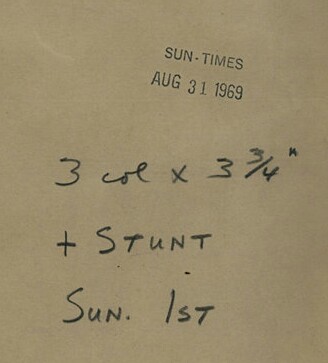 SUN-TIMES
AUG 31 1969
3 col x 3 3/4"
+ STUNT
SUN. 1ST